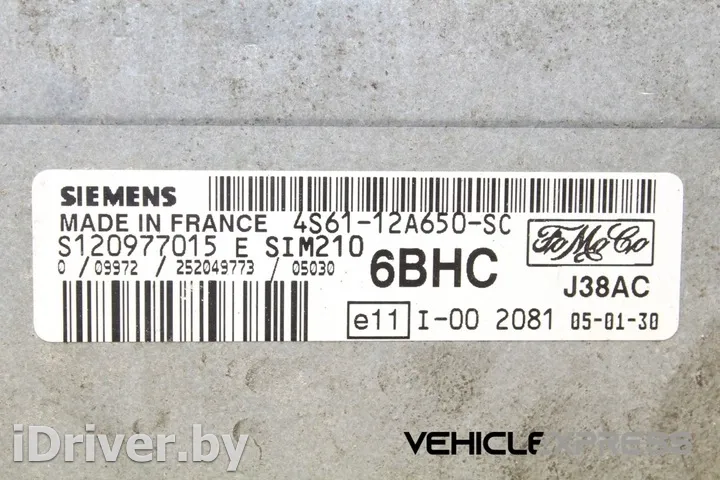 SIEMENS
MADE IN FRANCE 4S61-12A650-SC
S120977015 E SIM210
0 / 09972 / 252049773 / 05030
6BHC
FoMoCo
J38AC
e11 I-00 2081 05-01-30
iDriver.by
VEHICLE XPRESS